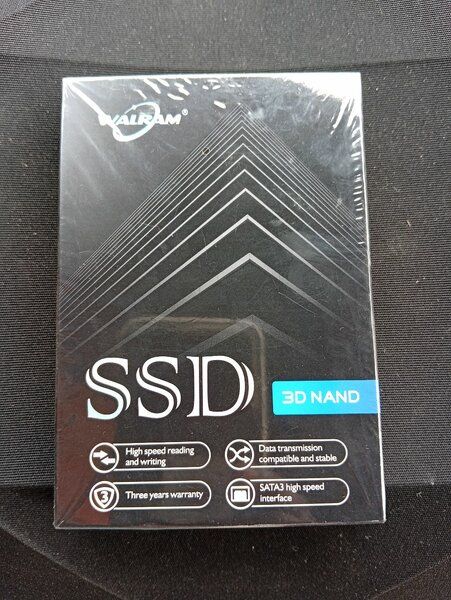 WALRAM®
SSD
3D NAND
High speed reading
and writing
Data transmission
compatible and stable
3
Three years warranty
SATA3 high speed
interface